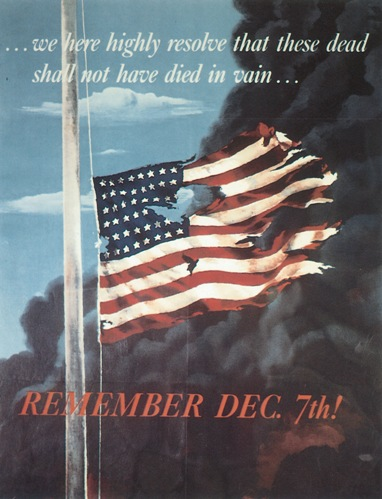 ...we here highly resolve that these dead
shall not have died in vain...
REMEMBER DEC. 7th!